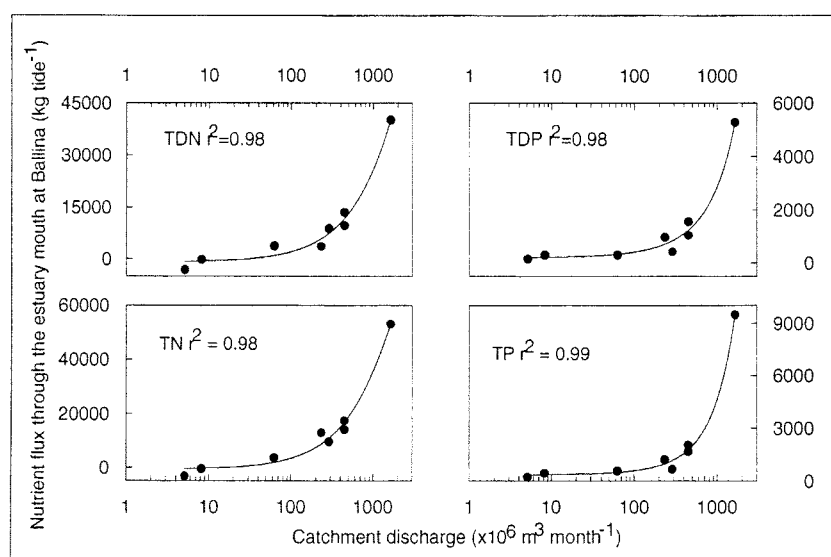 1 10 100 1000 1 10 100 1000
45000 6000
TDN r²=0.98 TDP r²=0.98
30000 4000
15000 2000
0 0
60000
TN r² = 0.98 TP r² = 0.99 9000
40000 6000
20000 3000
0 0
1 10 100 1000 1 10 100 1000
Nutrient flux through the estuary mouth at Ballina (kg tide⁻¹)
Catchment discharge (x10⁶ m³ month⁻¹)